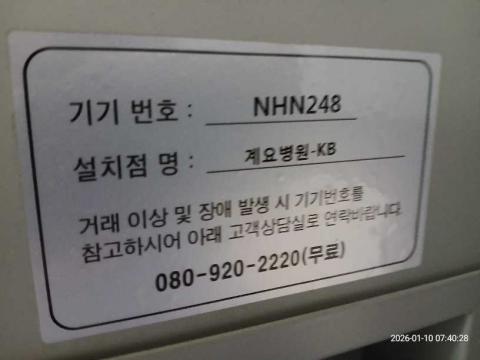 기기 번호 : NHN248
설치점 명 : 계요병원-KB
거래 이상 및 장애 발생 시 기기번호를
참고하시어 아래 고객상담실로 연락바랍니다.
080-920-2220(무료)
2026-01-10 07:40:28